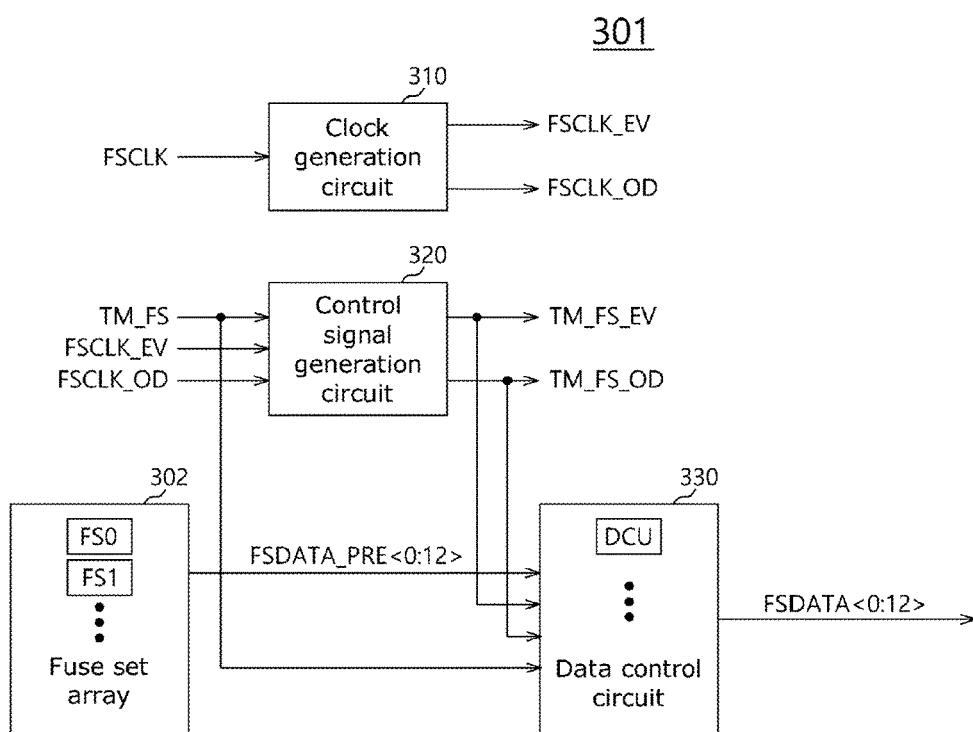 301
310
Clock
generation
circuit
FSCLK
FSCLK_EV
FSCLK_OD
320
Control
signal
generation
circuit
TM_FS
FSCLK_EV
FSCLK_OD
TM_FS_EV
TM_FS_OD
302
FS0
FS1
Fuse set
array
FSDATA_PRE<0:12>
330
DCU
Data control
circuit
FSDATA<0:12>